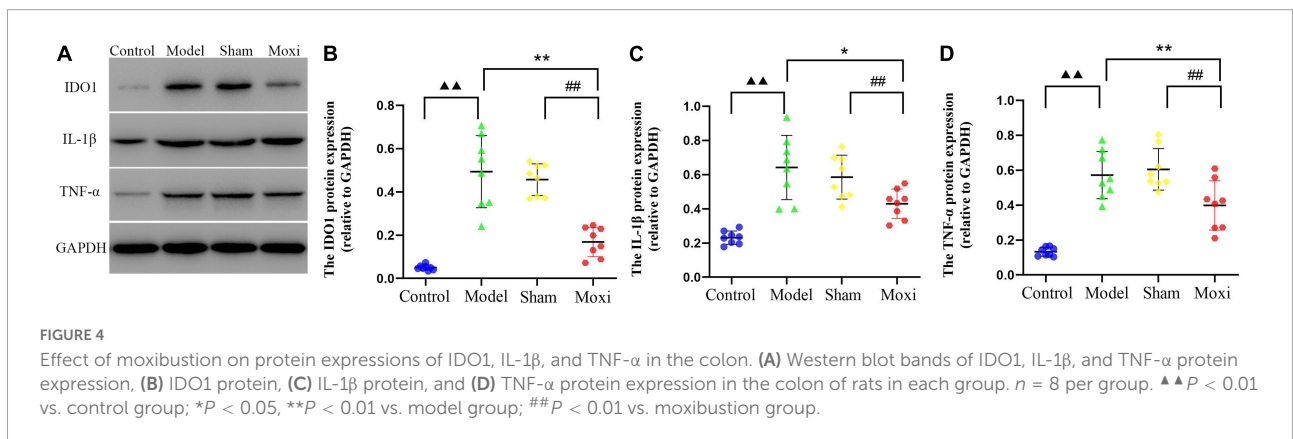 A
Control Model Sham Moxi
IDO1
IL-1β
TNF-α
GAPDH
B
The IDO1 protein expression
(relative to GAPDH)
0.8
0.6
0.4
0.2
0.0
▲▲
**
##
Control Model Sham Moxi
C
The IL-1β protein expression
(relative to GAPDH)
1.0
0.8
0.6
0.4
0.2
0.0
▲▲
*
##
Control Model Sham Moxi
D
The TNF-α protein expression
(relative to GAPDH)
1.0
0.8
0.6
0.4
0.2
0.0
▲▲
**
##
Control Model Sham Moxi
FIGURE 4
Effect of moxibustion on protein expressions of IDO1, IL-1β, and TNF-α in the colon. (A) Western blot bands of IDO1, IL-1β, and TNF-α protein
expression, (B) IDO1 protein, (C) IL-1β protein, and (D) TNF-α protein expression in the colon of rats in each group. n = 8 per group. ▲▲P < 0.01
vs. control group; *P < 0.05, **P < 0.01 vs. model group; ##P < 0.01 vs. moxibustion group.